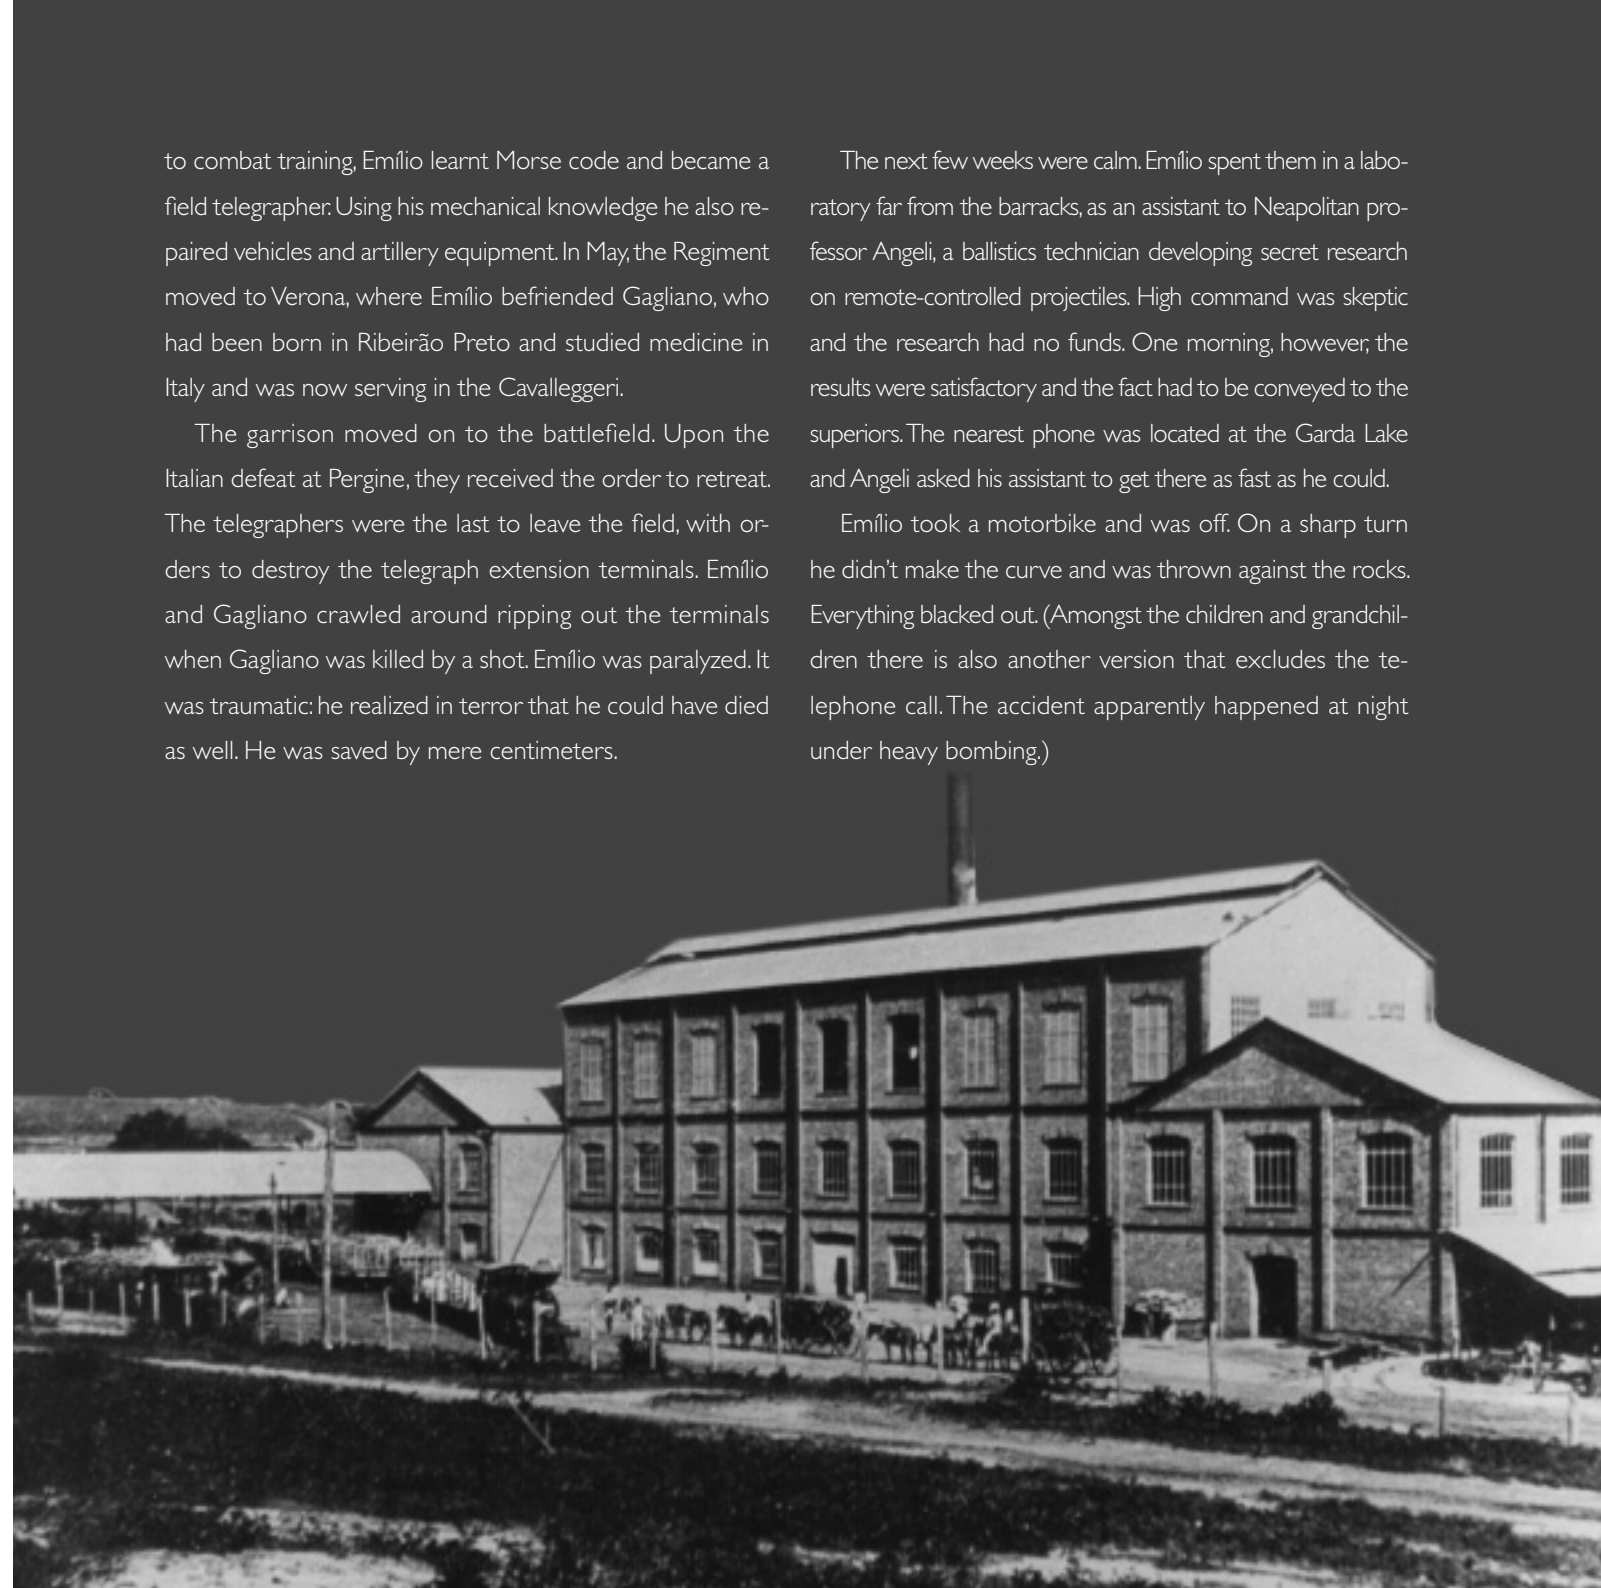 to combat training, Emílio learnt Morse code and became a
field telegrapher. Using his mechanical knowledge he also re-
paired vehicles and artillery equipment. In May, the Regiment
moved to Verona, where Emílio befriended Gagliano, who
had been born in Ribeirão Preto and studied medicine in
Italy and was now serving in the Cavalleggeri.
The garrison moved on to the battlefield. Upon the
Italian defeat at Pergine, they received the order to retreat.
The telegraphers were the last to leave the field, with or-
ders to destroy the telegraph extension terminals. Emílio
and Gagliano crawled around ripping out the terminals
when Gagliano was killed by a shot. Emílio was paralyzed. It
was traumatic: he realized in terror that he could have died
as well. He was saved by mere centimeters.
The next few weeks were calm. Emílio spent them in a labo-
ratory far from the barracks, as an assistant to Neapolitan pro-
fessor Angeli, a ballistics technician developing secret research
on remote-controlled projectiles. High command was skeptic
and the research had no funds. One morning, however, the
results were satisfactory and the fact had to be conveyed to the
superiors. The nearest phone was located at the Garda Lake
and Angeli asked his assistant to get there as fast as he could.
Emílio took a motorbike and was off. On a sharp turn
he didn't make the curve and was thrown against the rocks.
Everything blacked out. (Amongst the children and grandchil-
dren there is also another version that excludes the te-
lephone call. The accident apparently happened at night
under heavy bombing.)